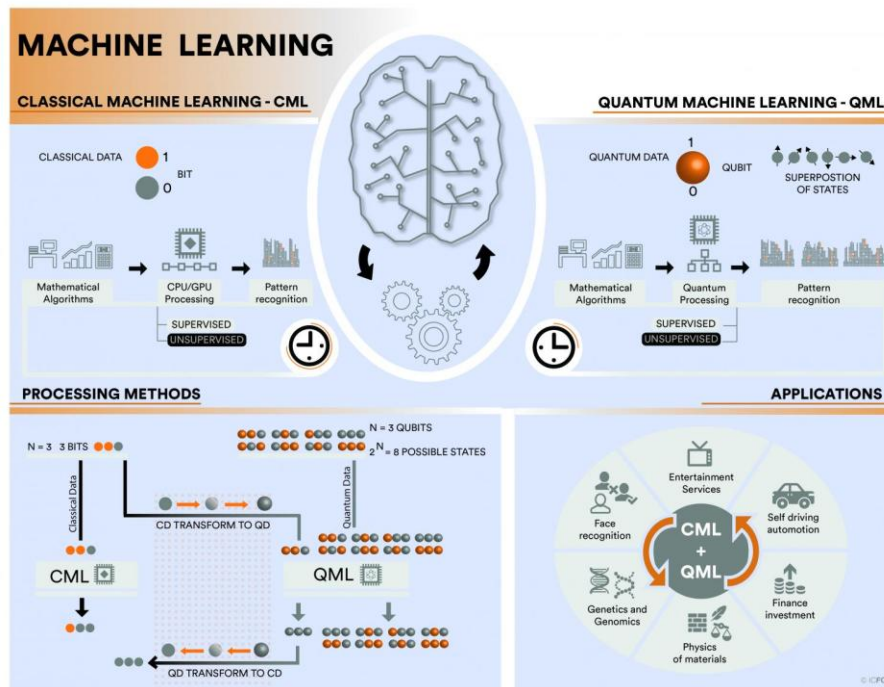 MACHINE LEARNING
CLASSICAL MACHINE LEARNING - CML
CLASSICAL DATA
1
BIT
0
Mathematical
Algorithms
CPU/GPU
Processing
Pattern
recognition
SUPERVISED
UNSUPERVISED
QUANTUM MACHINE LEARNING - QML
QUANTUM DATA
1
QUBIT
0
SUPERPOSTION
OF STATES
Mathematical
Algorithms
Quantum
Processing
Pattern
recognition
SUPERVISED
UNSUPERVISED
PROCESSING METHODS
N = 3 3 BITS
N = 3 QUBITS
2^N = 8 POSSIBLE STATES
Classical Data
Quantum Data
CD TRANSFORM TO QD
CML
QML
QD TRANSFORM TO CD
APPLICATIONS
Entertainment
Services
Self driving
automation
Finance
investment
Physics
of materials
Genetics and
Genomics
Face
recognition
CML
+
QML
© ICFO